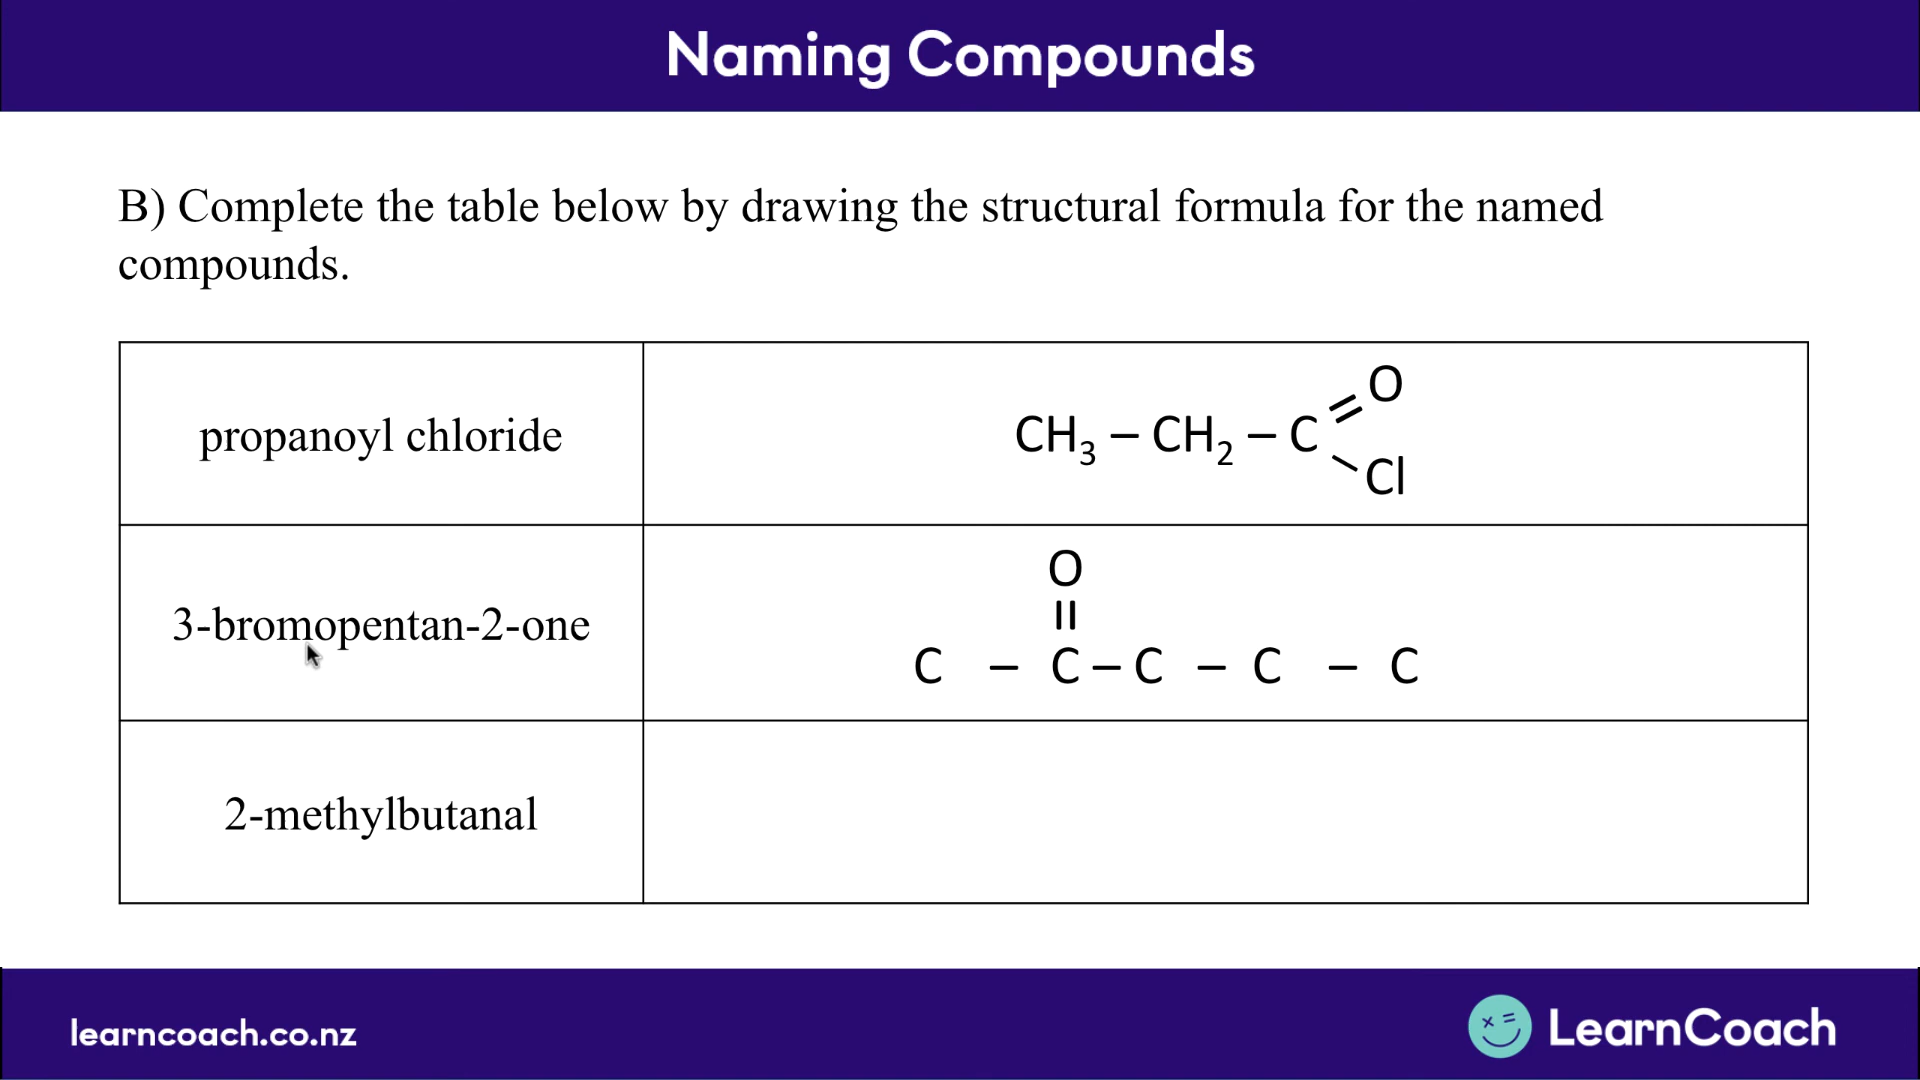 Naming Compounds
B) Complete the table below by drawing the structural formula for the named
compounds.
propanoyl chloride
O
CH₃ – CH₂ – C
Cl
3-bromopentan-2-one
O
C – C – C – C – C
2-methylbutanal
learncoach.co.nz
LearnCoach